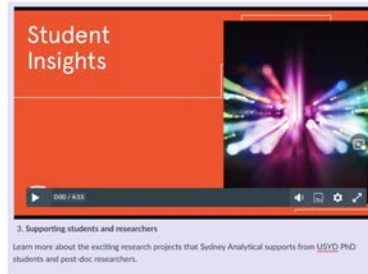 Student
Insights
0:00 / 4:55
3. Supporting students and researchers
Learn more about the exciting research projects that Sydney Analytical supports from USYD PhD
students and post-doc researchers.